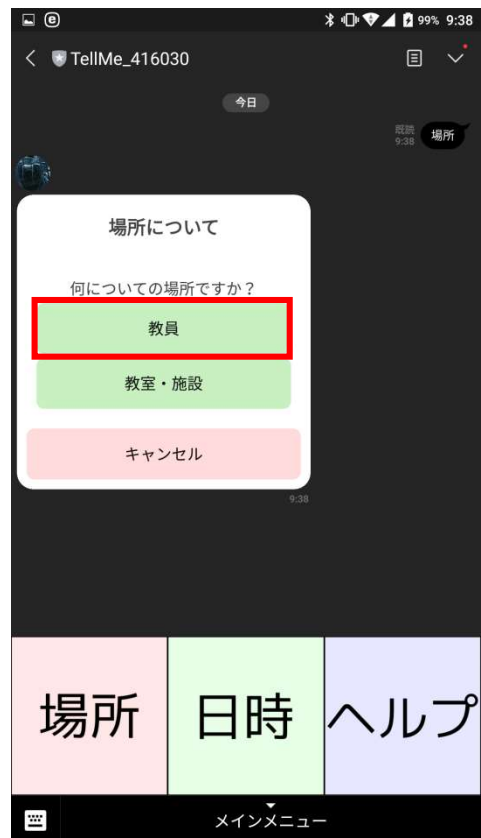 99% 9:38
TellMe_416030
今日
既読
9:38
場所
場所について
何についての場所ですか？
教員
教室・施設
キャンセル
9:38
場所
日時
ヘルプ
メインメニュー